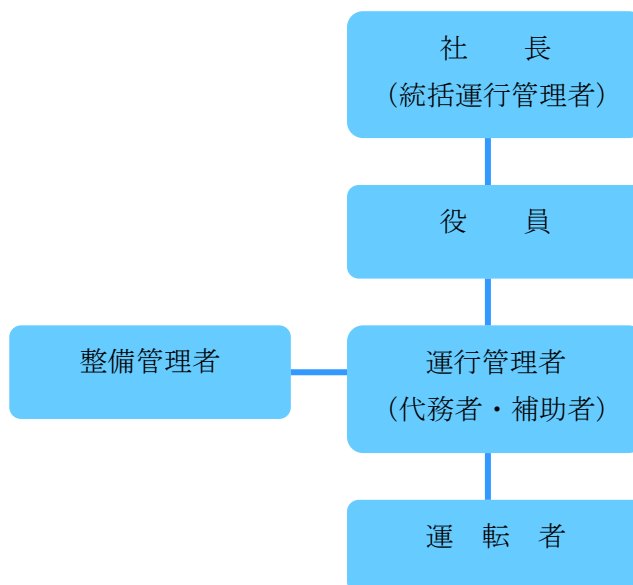 社　　長
（統括運行管理者）
役　　員
整備管理者
運行管理者
（代務者・補助者）
運　転　者